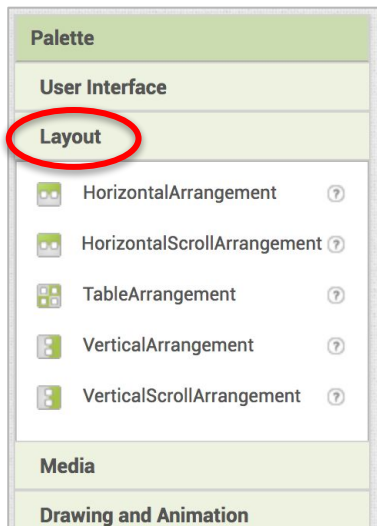 Palette
User Interface
Layout
HorizontalArrangement ?
HorizontalScrollArrangement ?
TableArrangement ?
VerticalArrangement ?
VerticalScrollArrangement ?
Media
Drawing and Animation